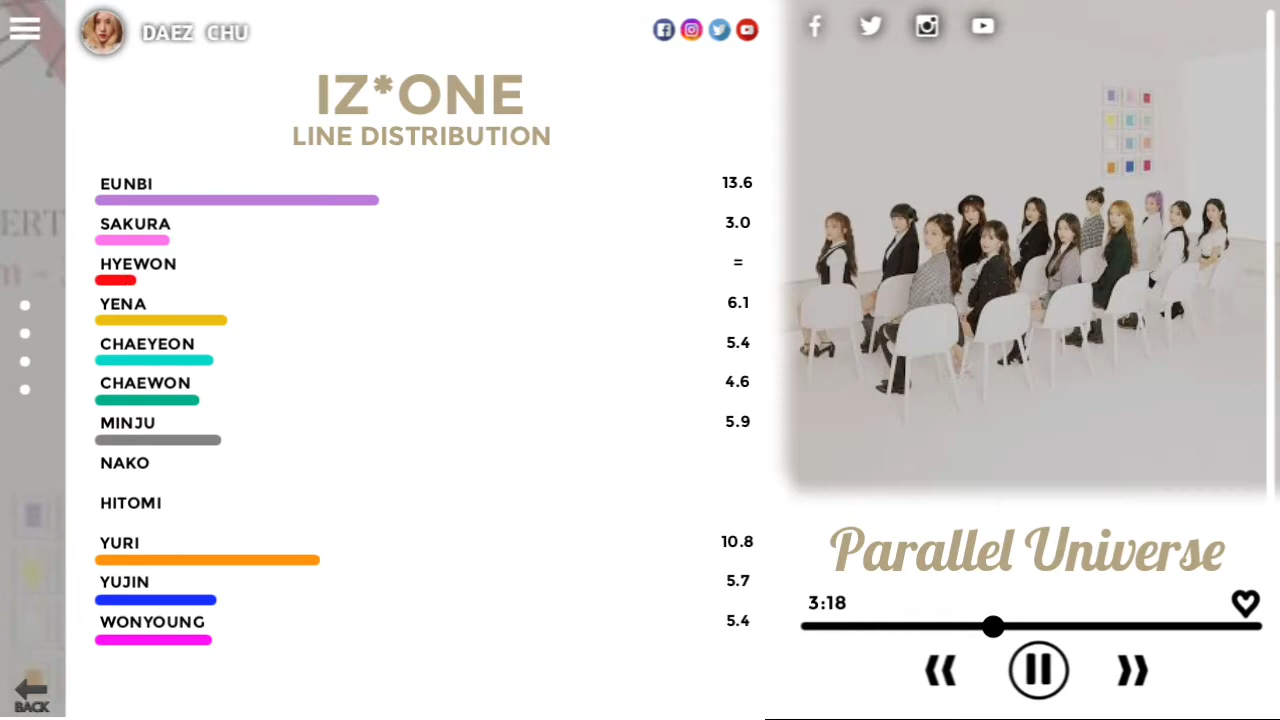 DAEZ CHU
IZ*ONE
LINE DISTRIBUTION
EUNBI 13.6
SAKURA 3.0
HYEWON =
YENA 6.1
CHAEYEON 5.4
CHAEWON 4.6
MINJU 5.9
NAKO
HITOMI
YURI 10.8
YUJIN 5.7
WONYOUNG 5.4
ERT
BACK
Parallel Universe
3:18